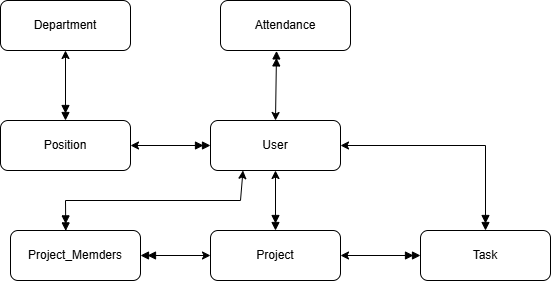 Department
Attendance
Position
User
Project_Memders
Project
Task